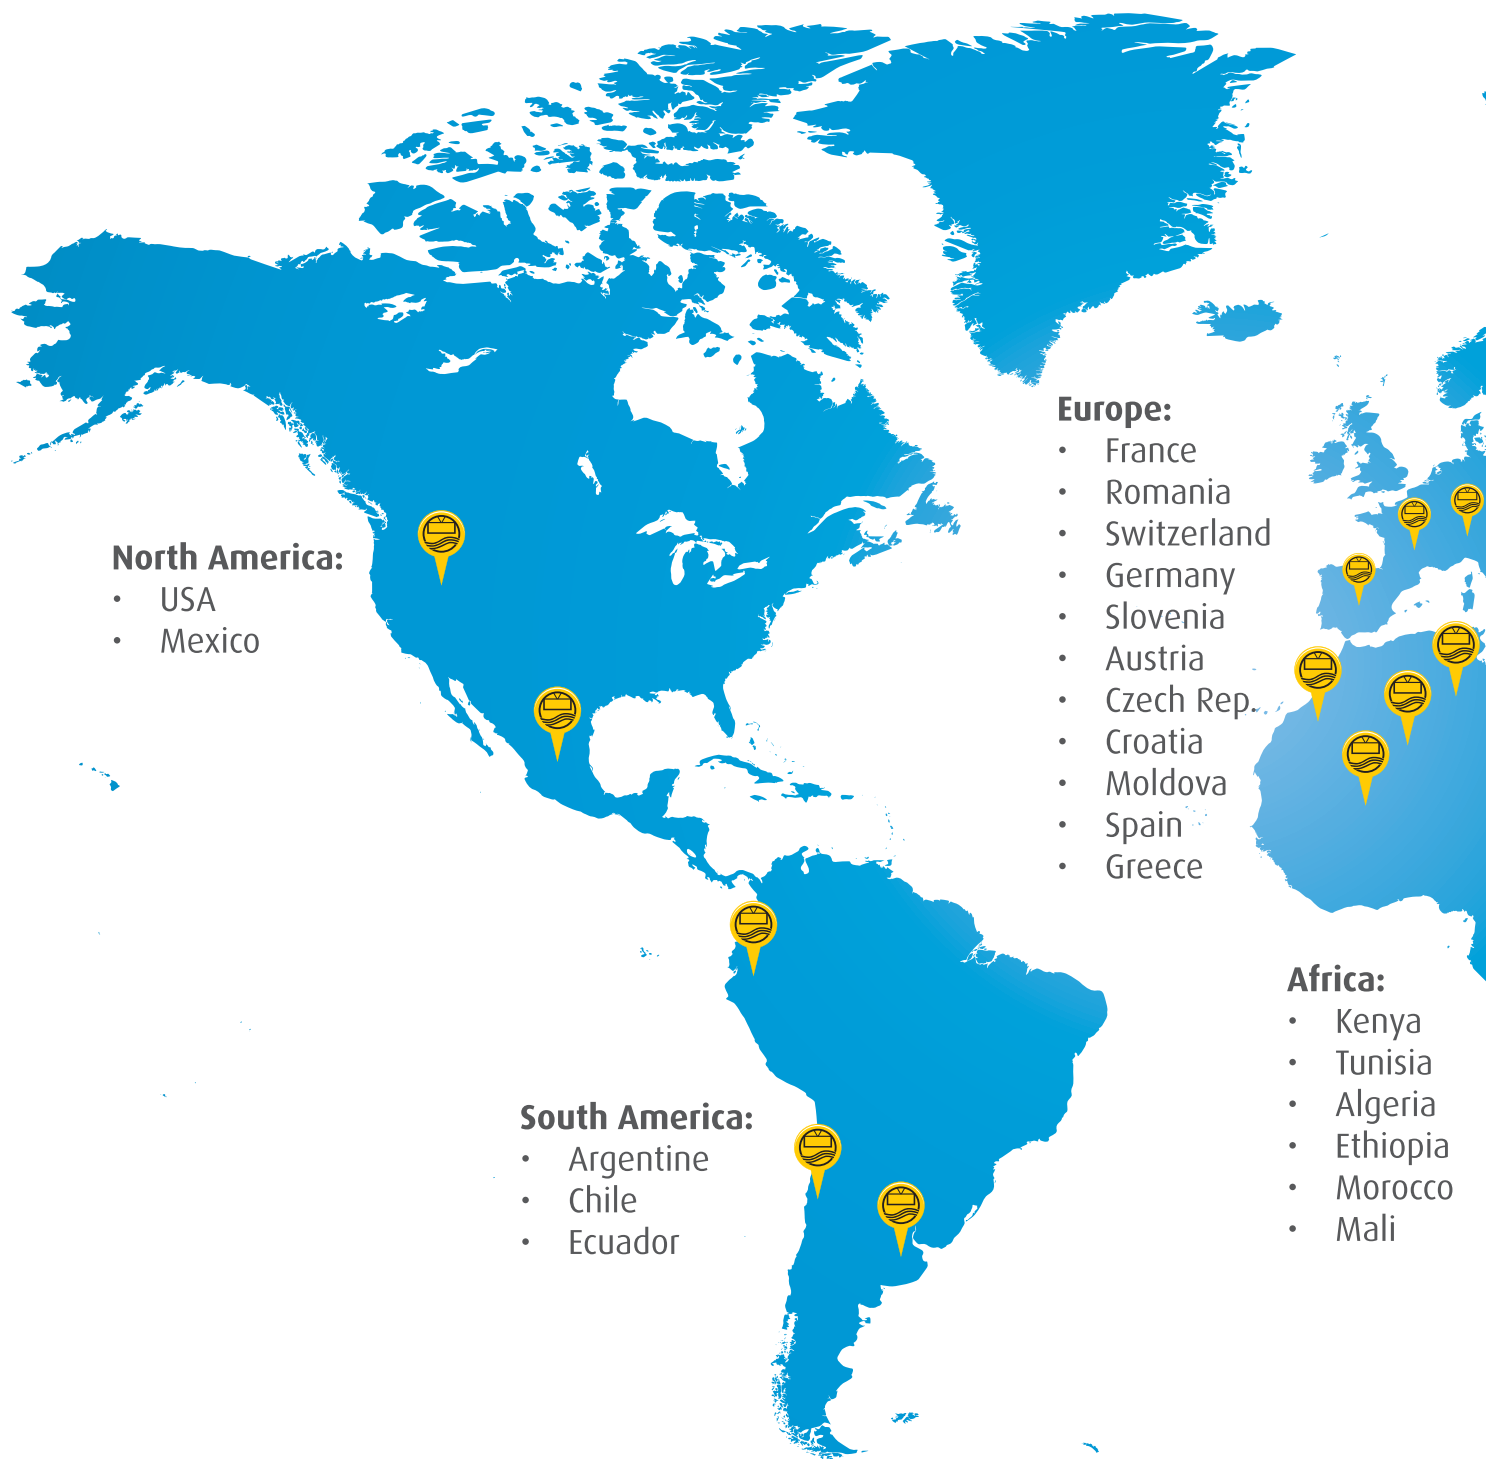 Europe:
• France
• Romania
• Switzerland
• Germany
• Slovenia
• Austria
• Czech Rep.
• Croatia
• Moldova
• Spain
• Greece
North America:
• USA
• Mexico
Africa:
• Kenya
• Tunisia
• Algeria
• Ethiopia
• Morocco
• Mali
South America:
• Argentine
• Chile
• Ecuador